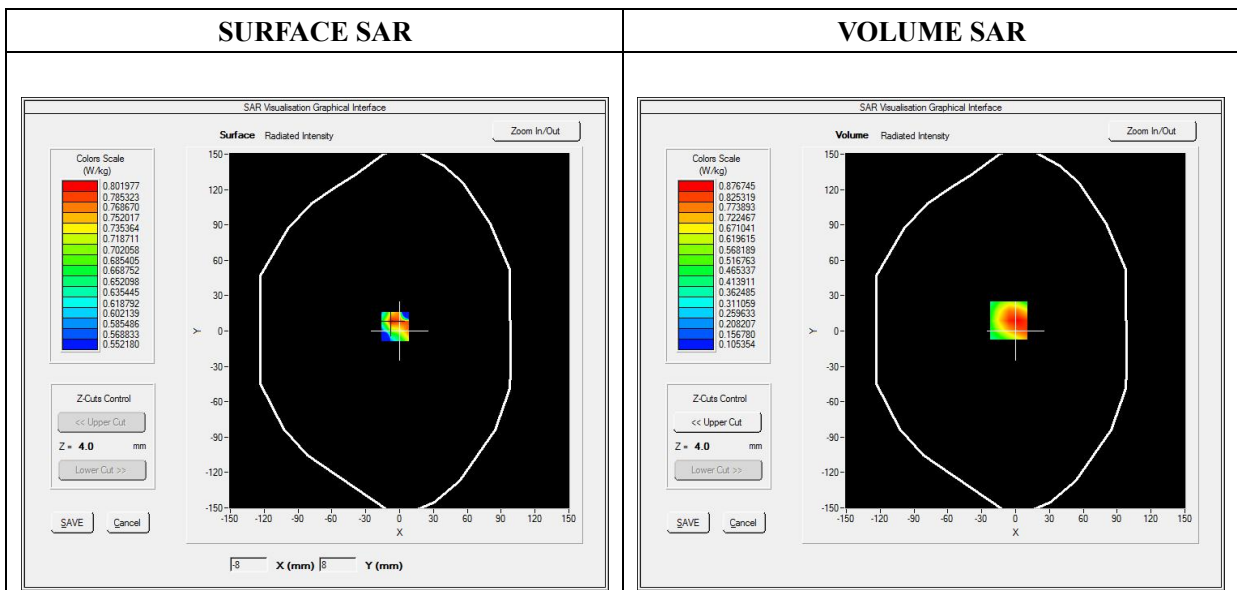 SURFACE SAR
VOLUME SAR
SAR Visualisation Graphical Interface
Surface Radiated Intensity
Zoom In/Out
Colors Scale
(W/kg)
0.801977
0.785323
0.768670
0.752017
0.735364
0.718711
0.702058
0.685405
0.668752
0.652098
0.635445
0.618792
0.602139
0.585486
0.568833
0.552180
Z-Cuts Control
<< Upper Cut
Z = 4.0 mm
Lower Cut >>
SAVE Cancel
150
120
90
60
30
0
-30
-60
-90
-120
-150
Y
-150 -120 -90 -60 -30 0 30 60 90 120 150
X
-8 X (mm) 8 Y (mm)
SAR Visualisation Graphical Interface
Volume Radiated Intensity
Zoom In/Out
Colors Scale
(W/kg)
0.876745
0.825319
0.773893
0.722467
0.671041
0.619615
0.568189
0.516763
0.465337
0.413911
0.362485
0.311059
0.259633
0.208207
0.156780
0.105354
Z-Cuts Control
<< Upper Cut
Z = 4.0 mm
Lower Cut >>
SAVE Cancel
150
120
90
60
30
0
-30
-60
-90
-120
-150
Y
-150 -120 -90 -60 -30 0 30 60 90 120 150
X